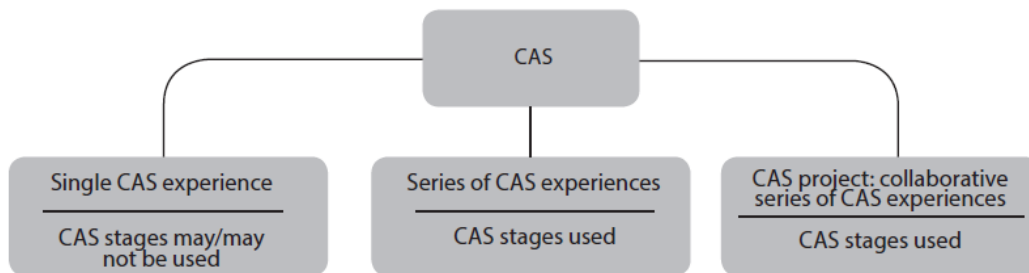 CAS
Single CAS experience
CAS stages may/may
not be used
Series of CAS experiences
CAS stages used
CAS project: collaborative
series of CAS experiences
CAS stages used